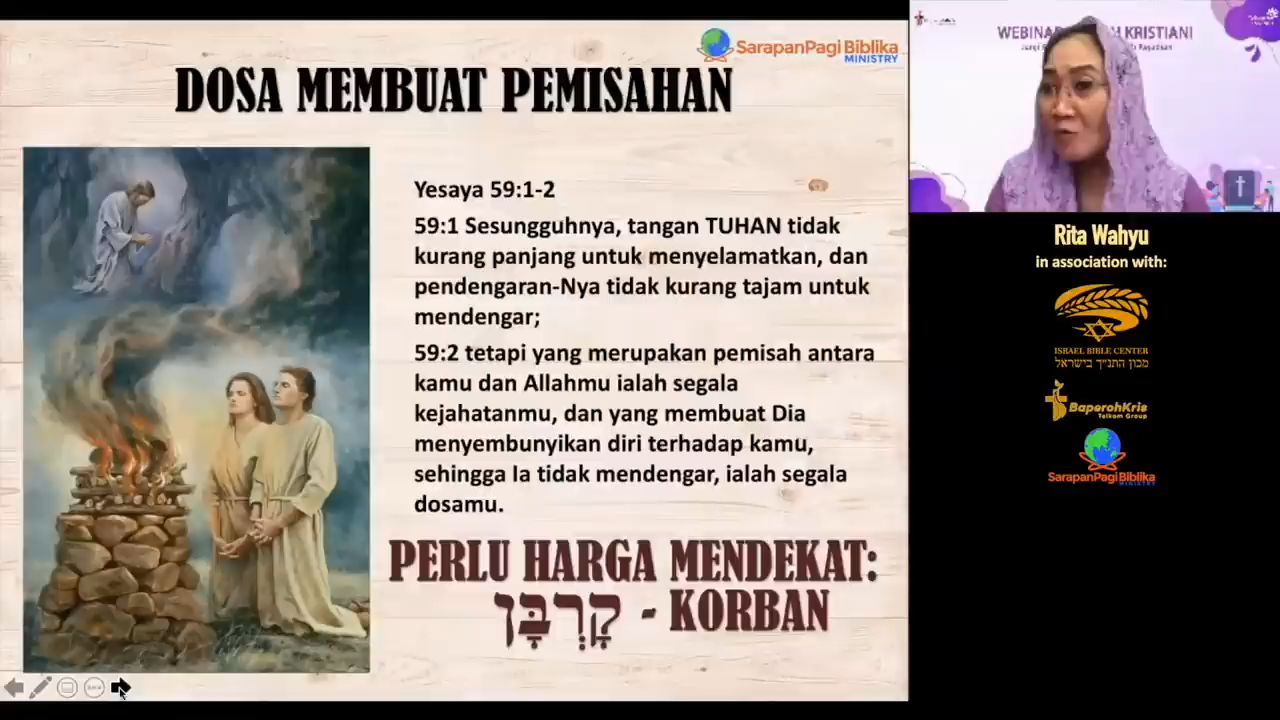 SarapanPagi Biblika
MINISTRY
DOSA MEMBUAT PEMISAHAN
Yesaya 59:1-2
59:1 Sesungguhnya, tangan TUHAN tidak
kurang panjang untuk menyelamatkan, dan
pendengaran-Nya tidak kurang tajam untuk
mendengar;
59:2 tetapi yang merupakan pemisah antara
kamu dan Allahmu ialah segala
kejahatanmu, dan yang membuat Dia
menyembunyikan diri terhadap kamu,
sehingga Ia tidak mendengar, ialah segala
dosamu.
PERLU HARGA MENDEKAT:
קָרְבָּן - KORBAN
WEBINAR KRISTIANI
Rita Wahyu
in association with:
ISRAEL BIBLE CENTER
מכון התנ״ך בישראל
BaperohKris
Telkom Group
SarapanPagi Biblika
MINISTRY